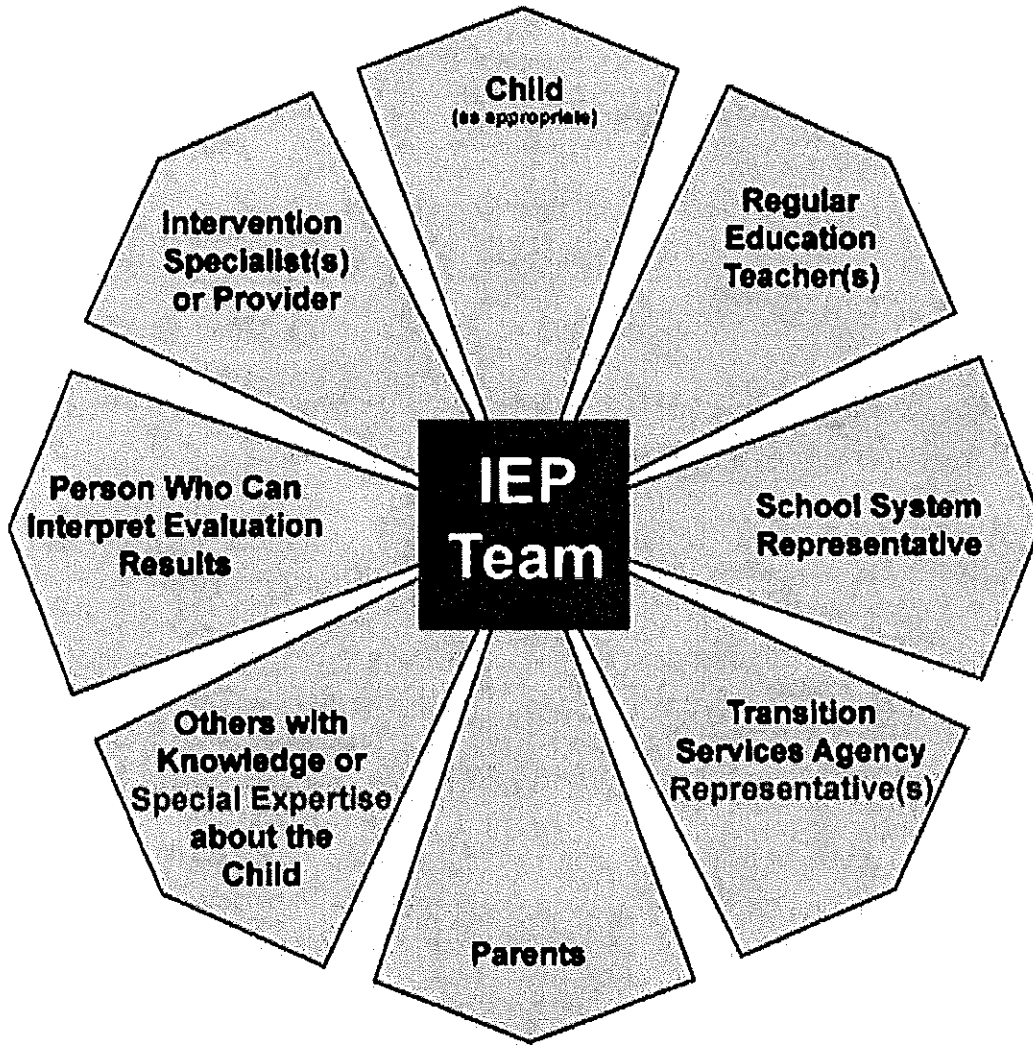 Child
(as appropriate)
Regular
Education
Teacher(s)
School System
Representative
Transition
Services Agency
Representative(s)
Parents
Others with
Knowledge or
Special Expertise
about the
Child
Person Who Can
Interpret Evaluation
Results
Intervention
Specialist(s)
or Provider
IEP
Team